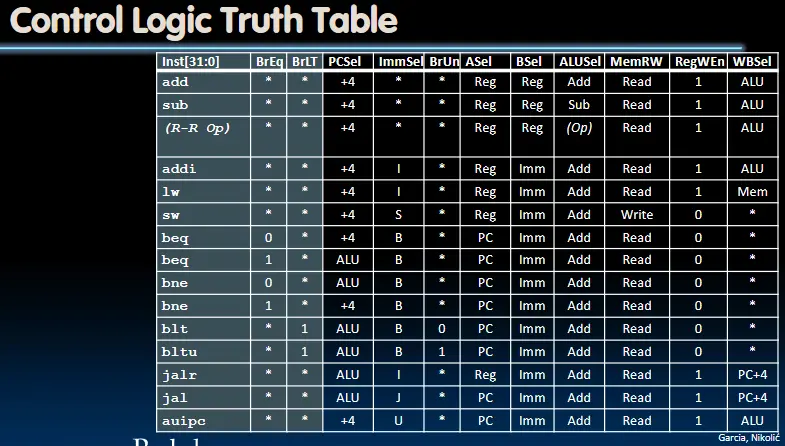 Control Logic Truth Table
Inst[31:0] BrEq BrLT PCSel ImmSel BrUn ASel BSel ALUSel MemRW RegWEn WBSel
add * * +4 * * Reg Reg Add Read 1 ALU
sub * * +4 * * Reg Reg Sub Read 1 ALU
(R-R Op) * * +4 * * Reg Reg (Op) Read 1 ALU
addi * * +4 I * Reg Imm Add Read 1 ALU
lw * * +4 I * Reg Imm Add Read 1 Mem
sw * * +4 S * Reg Imm Add Write 0 *
beq 0 * +4 B * PC Imm Add Read 0 *
beq 1 * ALU B * PC Imm Add Read 0 *
bne 0 * ALU B * PC Imm Add Read 0 *
bne 1 * +4 B * PC Imm Add Read 0 *
blt * 1 ALU B 0 PC Imm Add Read 0 *
bltu * 1 ALU B 1 PC Imm Add Read 0 *
jalr * * ALU I * Reg Imm Add Read 1 PC+4
jal * * ALU J * PC Imm Add Read 1 PC+4
auipc * * +4 U * PC Imm Add Read 1 ALU
Garcia, Nikolić